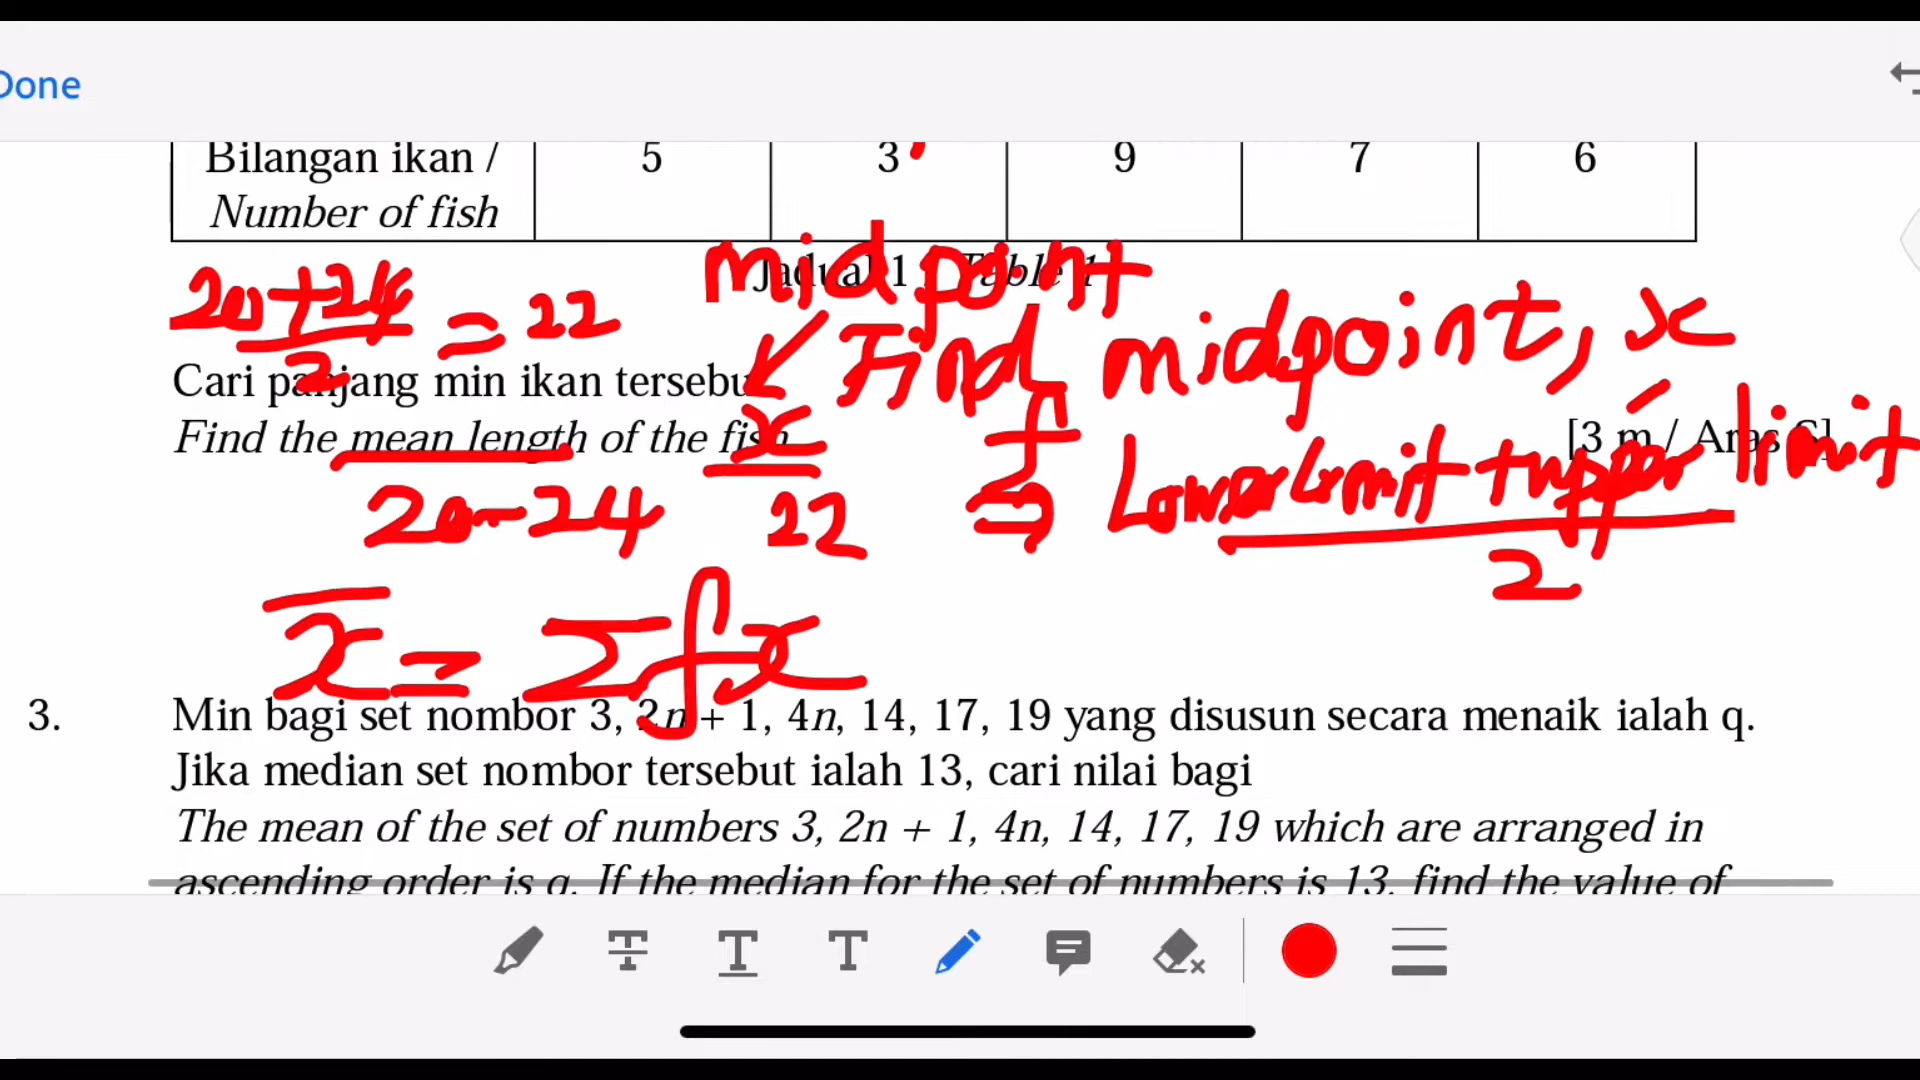 Done
Bilangan ikan / 5 3 9 7 6
Number of fish
Jadual 1 Table 1
midpoint
20+24 = 22
2
Find midpoint, x
Cari panjang min ikan tersebu
Find the mean length of the fish [3 m / Aras S]
x f
⇒ Lower Limit + upper limit
2
20-24 22
x̄ = Σfx
3. Min bagi set nombor 3, 2n + 1, 4n, 14, 17, 19 yang disusun secara menaik ialah q.
Jika median set nombor tersebut ialah 13, cari nilai bagi
The mean of the set of numbers 3, 2n + 1, 4n, 14, 17, 19 which are arranged in
ascending order is q. If the median for the set of numbers is 13, find the value of